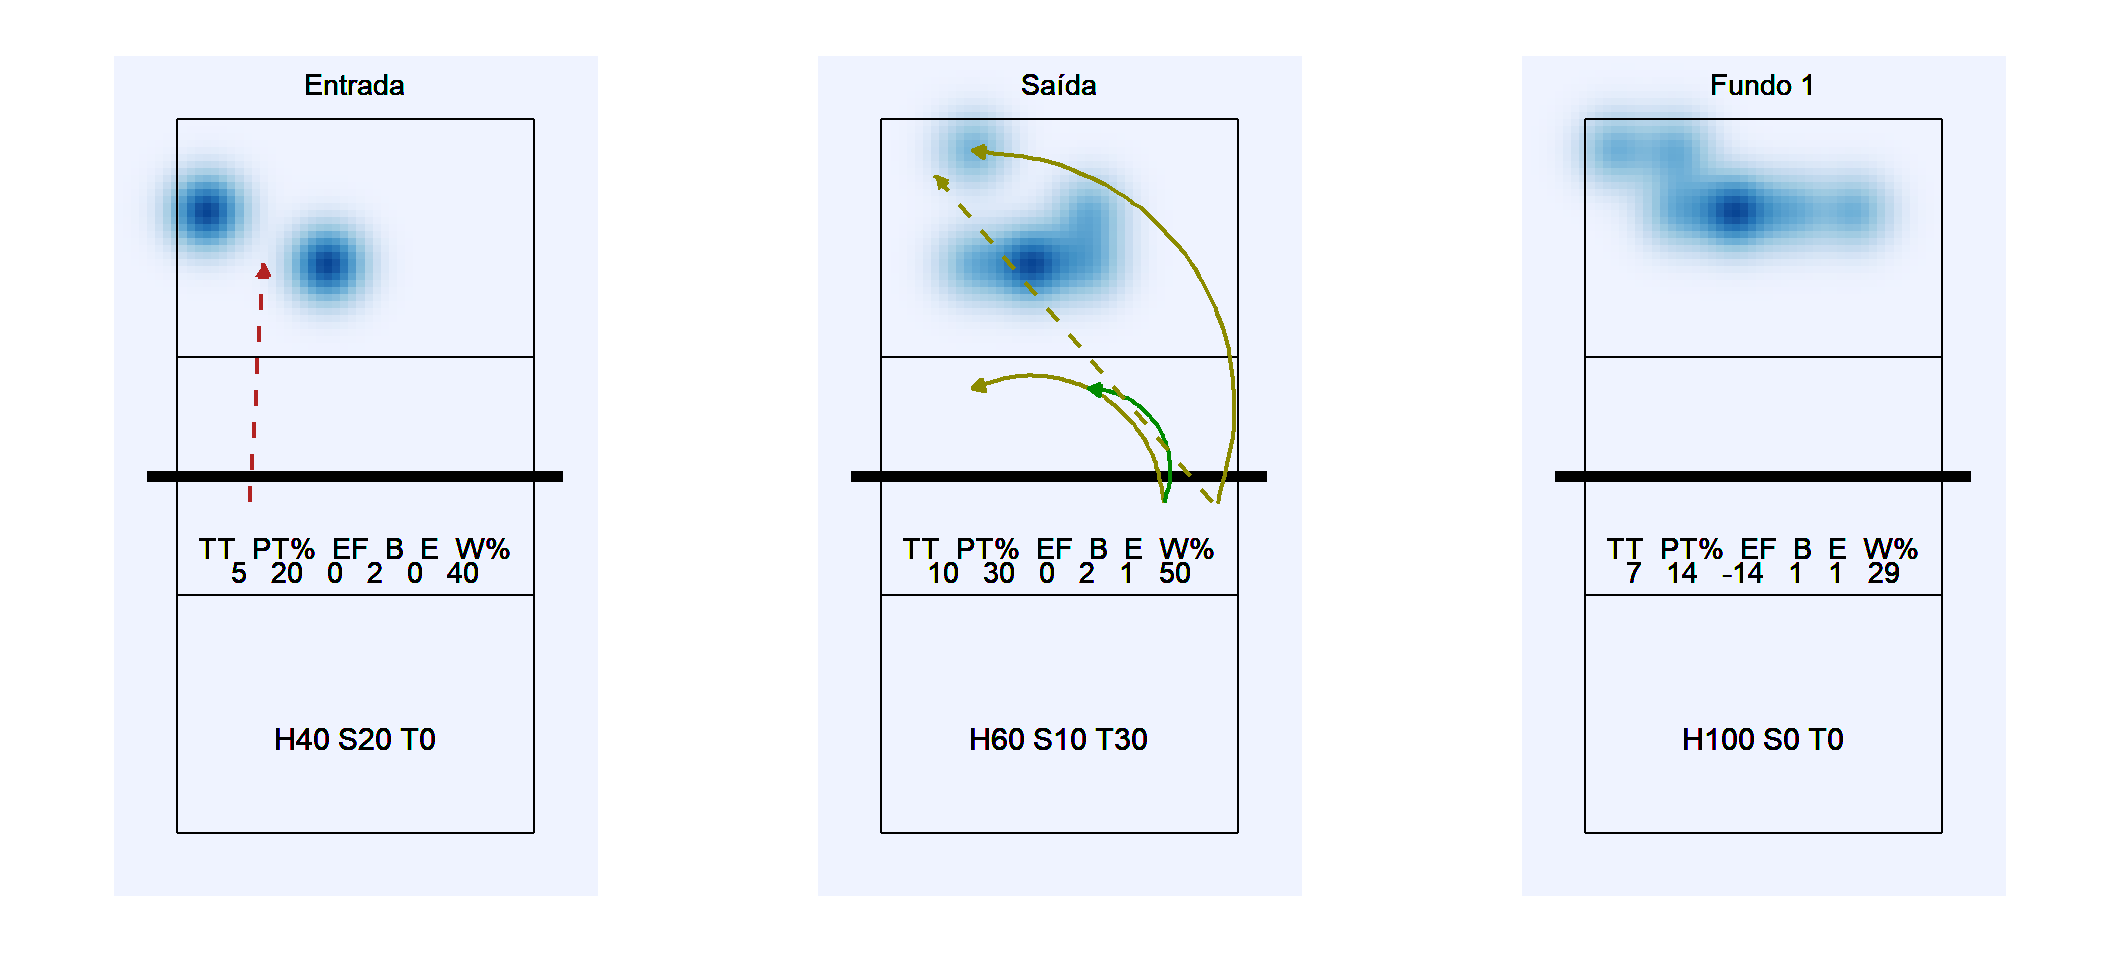 Entrada
TT PT% EF B E W%
5 20 0 2 0 40
H40 S20 T0
Saída
TT PT% EF B E W%
10 30 0 2 1 50
H60 S10 T30
Fundo 1
TT PT% EF B E W%
7 14 -14 1 1 29
H100 S0 T0